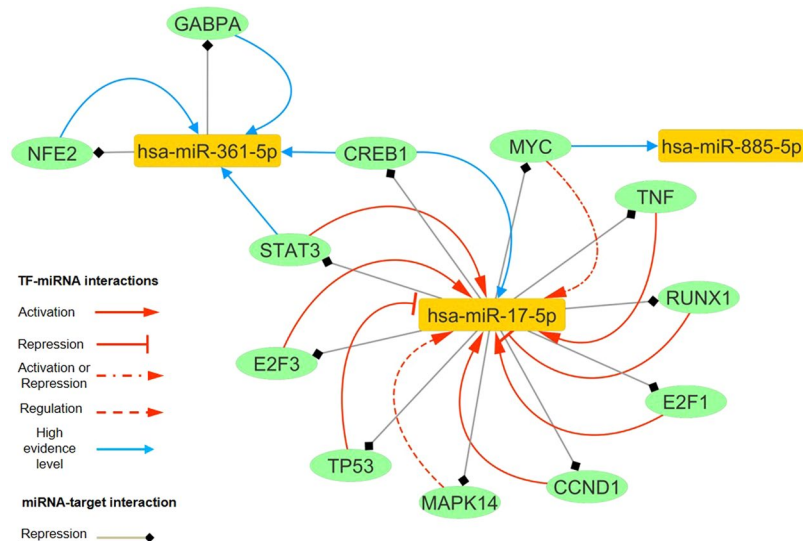 GABPA
NFE2
hsa-miR-361-5p
CREB1
MYC
hsa-miR-885-5p
TNF
STAT3
RUNX1
hsa-miR-17-5p
E2F3
E2F1
TP53
MAPK14
CCND1
TF-miRNA interactions
Activation
Repression
Activation or
Repression
Regulation
High
evidence
level
miRNA-target interaction
Repression